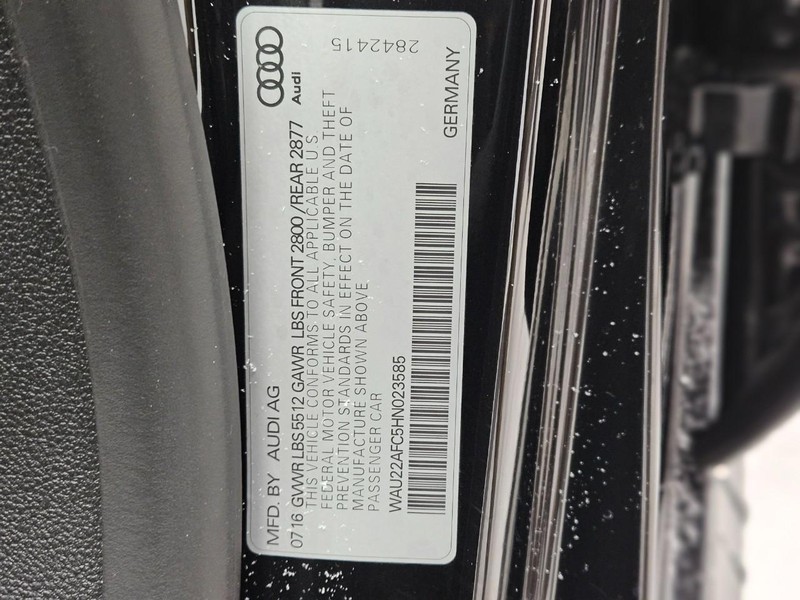 MFD. BY AUDI AG
Audi
07 16 GVWR LBS 5512 GAWR LBS FRONT 2800 / REAR 2877
THIS VEHICLE CONFORMS TO ALL APPLICABLE U S
FEDERAL MOTOR VEHICLE SAFETY, BUMPER AND THEFT
PREVENTION STANDARDS IN EFFECT ON THE DATE OF
MANUFACTURE SHOWN ABOVE
PASSENGER CAR
WAU22AFC5HN023585
GERMANY
2842415